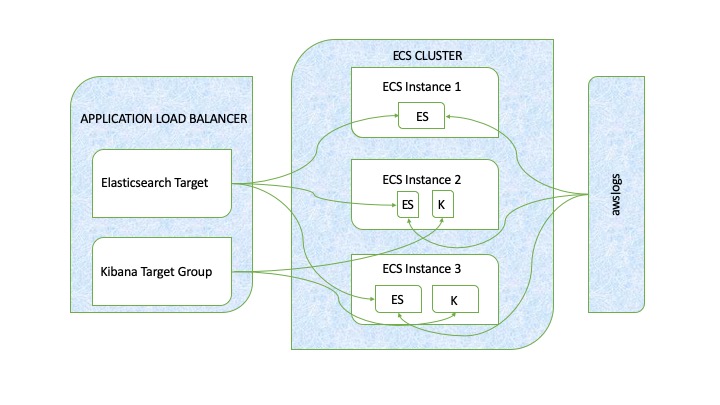 ECS CLUSTER
APPLICATION LOAD BALANCER
Elasticsearch Target
Kibana Target Group
ECS Instance 1
ES
ECS Instance 2
ES K
ECS Instance 3
ES K
awslogs